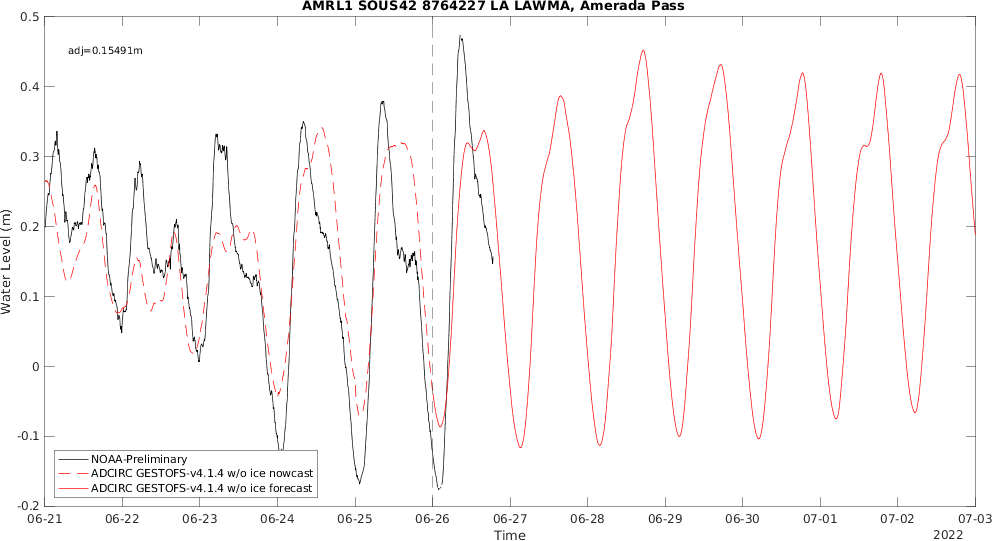 AMRL1 SOUS42 8764227 LA LAWMA, Amerada Pass
adj=0.15491m
0.5
0.4
0.3
0.2
0.1
0
-0.1
-0.2
Water Level (m)
NOAA-Preliminary
ADCIRC GESTOFS-v4.1.4 w/o ice nowcast
ADCIRC GESTOFS-v4.1.4 w/o ice forecast
06-21 06-22 06-23 06-24 06-25 06-26 06-27 06-28 06-29 06-30 07-01 07-02 07-03
Time
2022